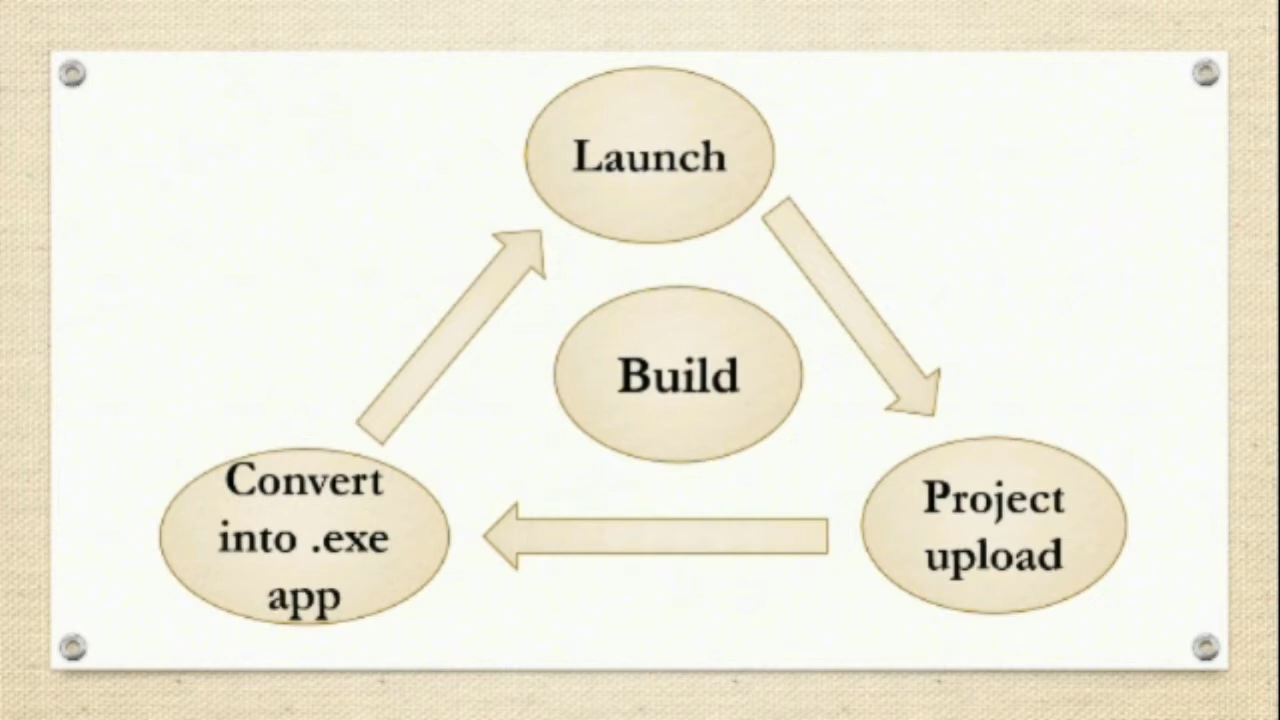 Launch
Build
Convert
into .exe
app
Project
upload